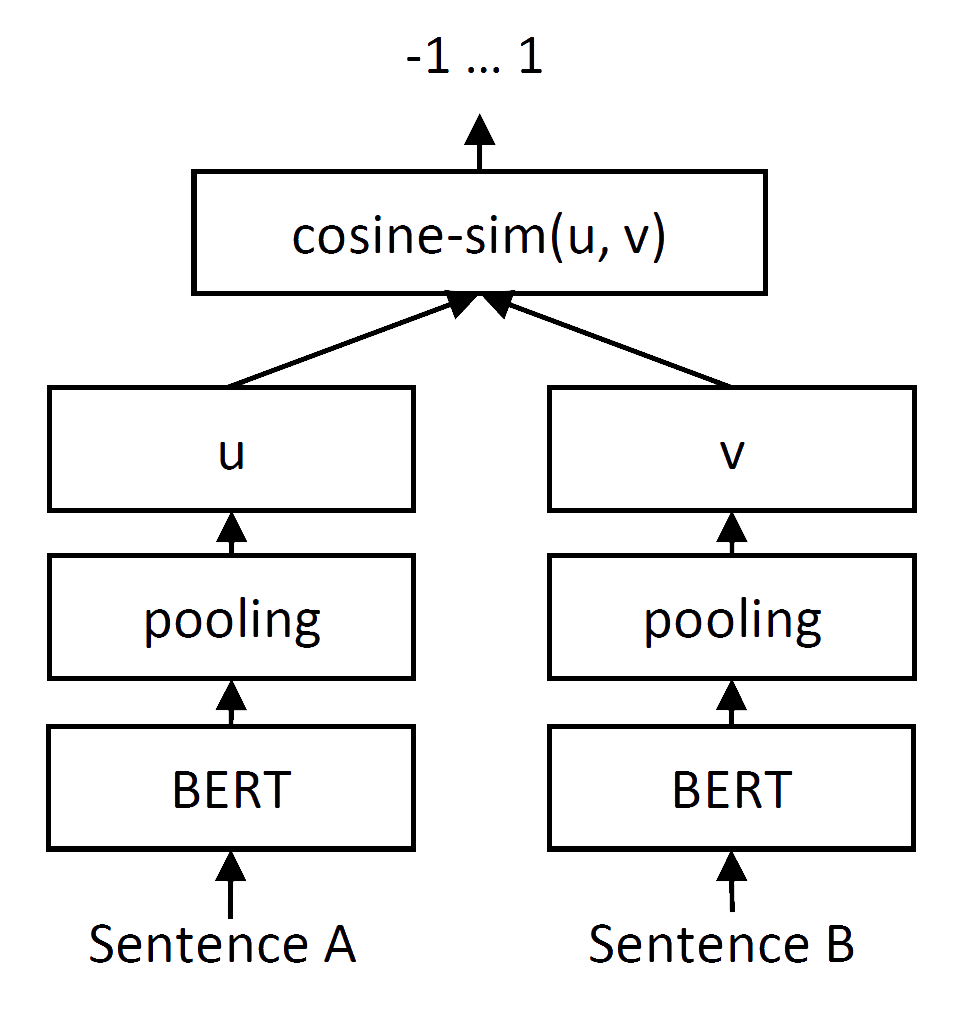 -1 … 1
cosine-sim(u, v)
u
v
pooling
pooling
BERT
BERT
Sentence A
Sentence B